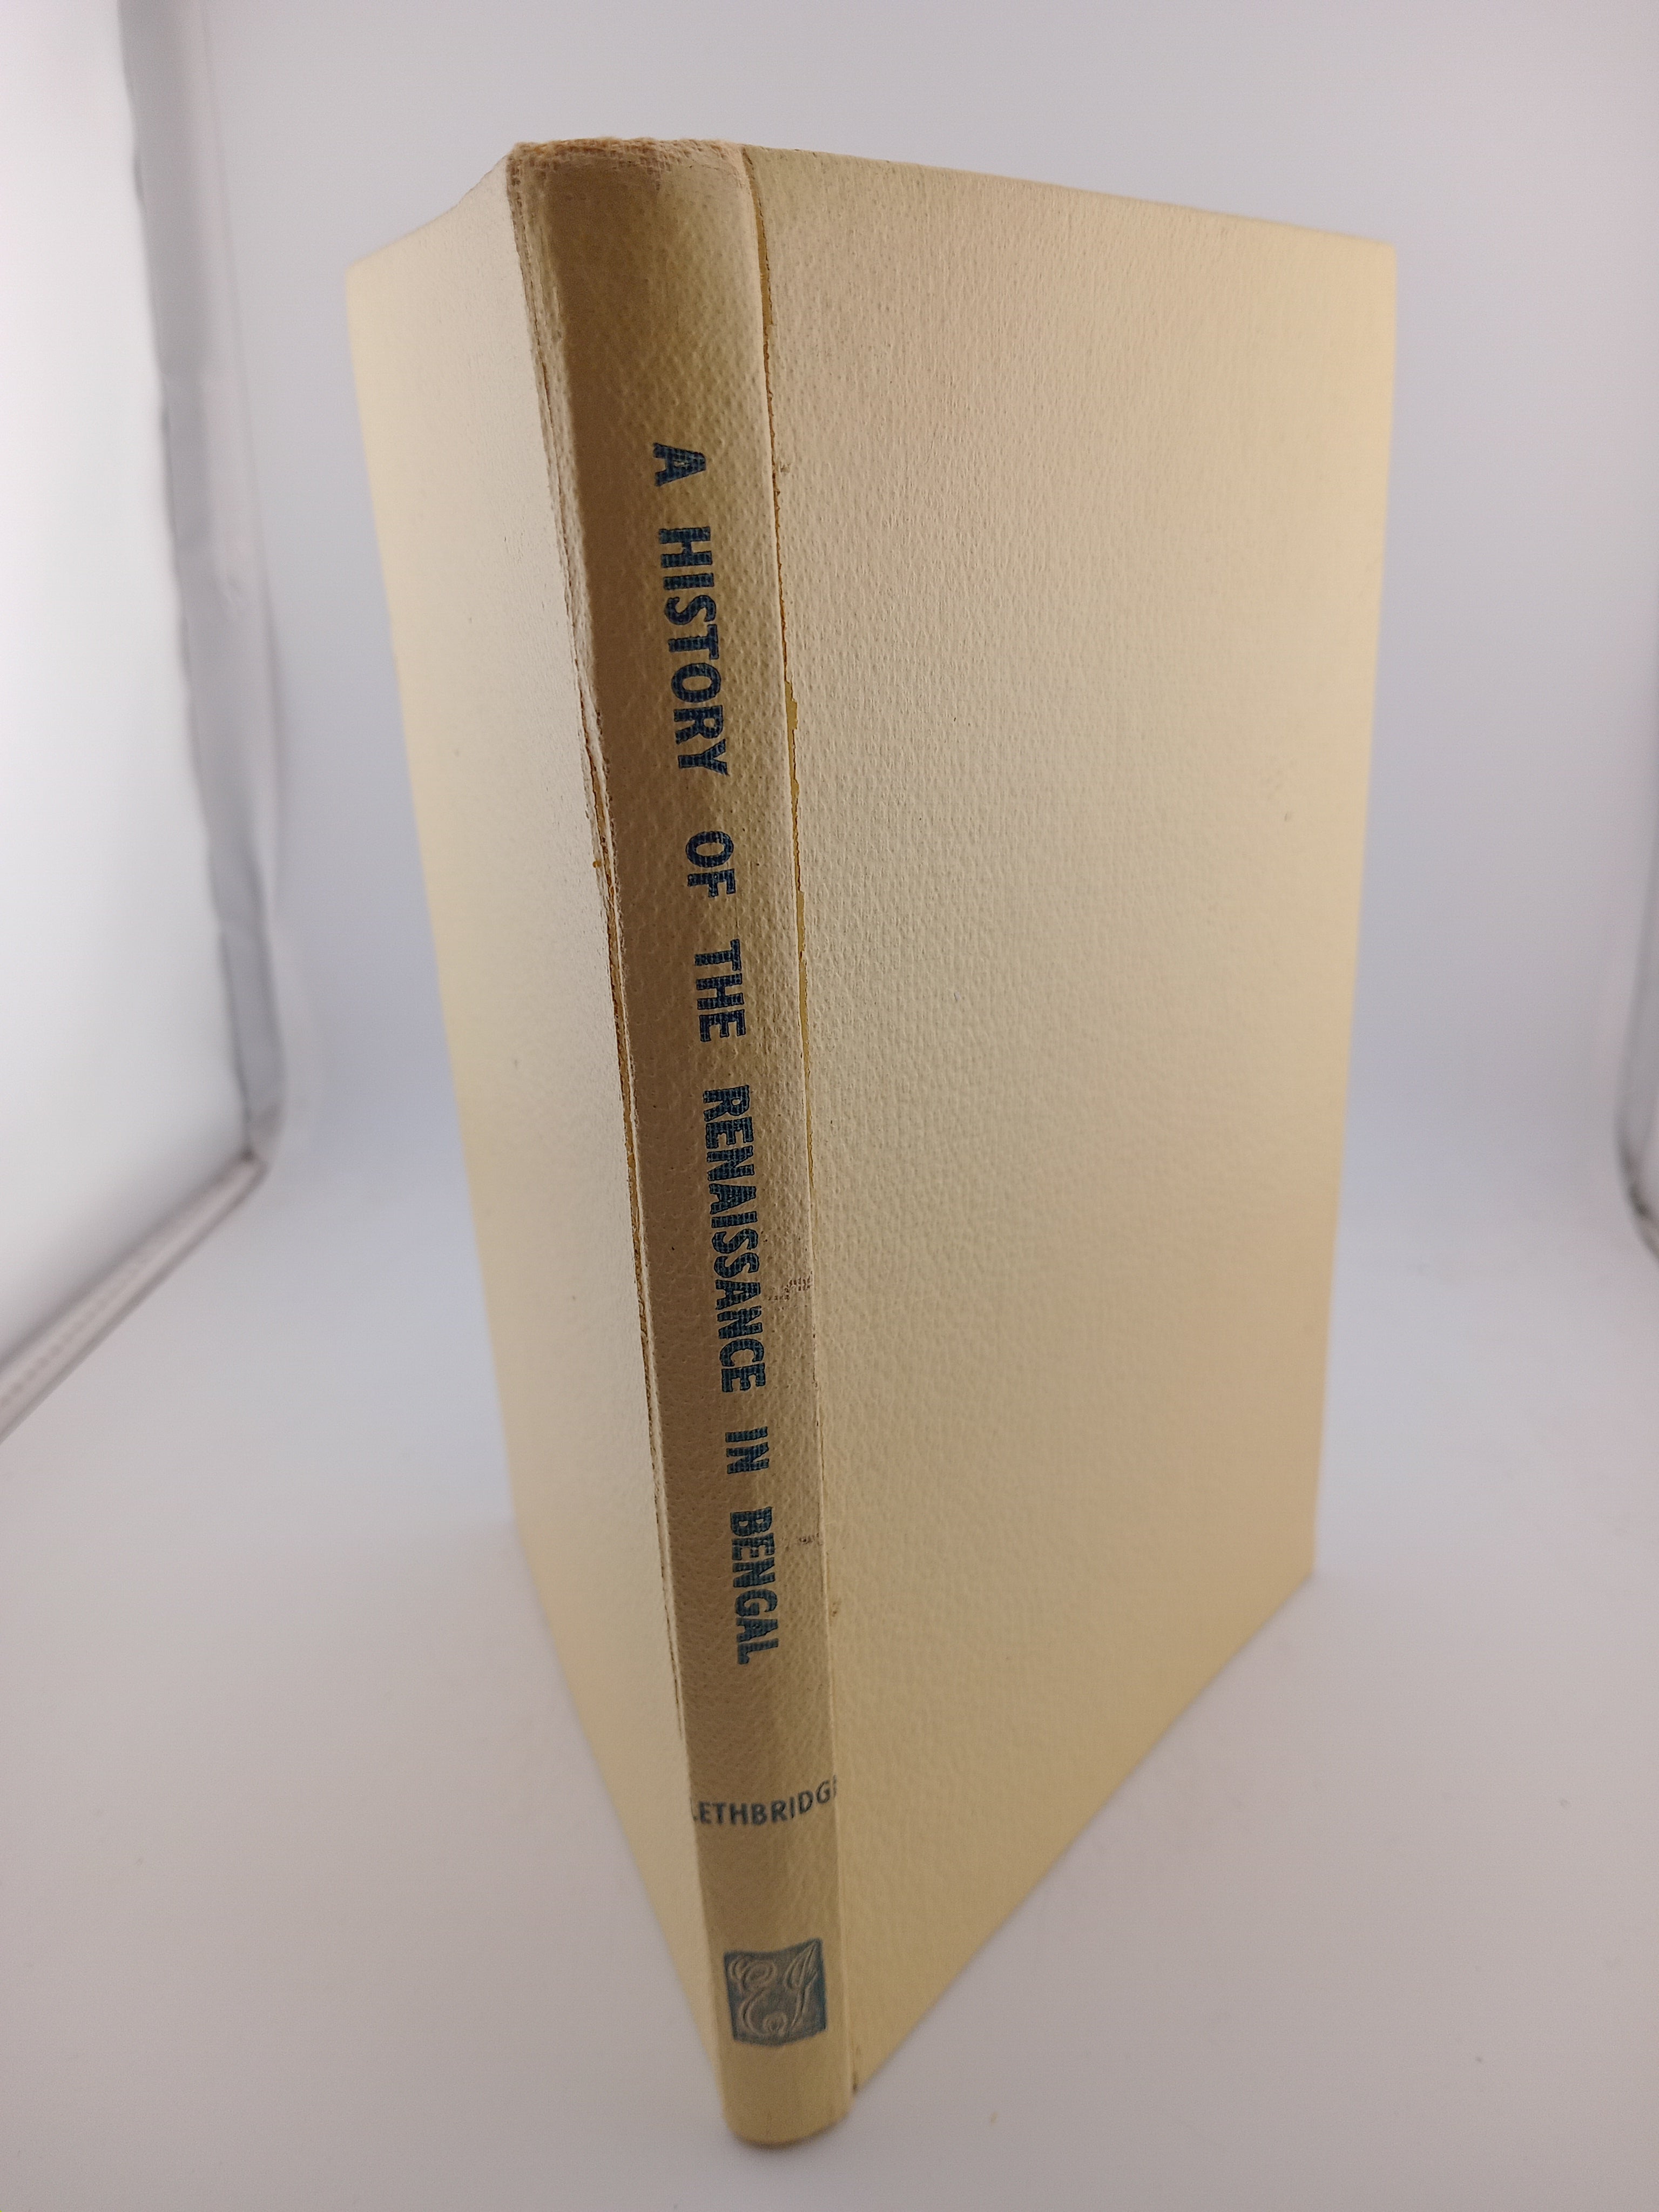 A HISTORY OF THE RENAISSANCE IN BENGAL
LETHBRIDGE